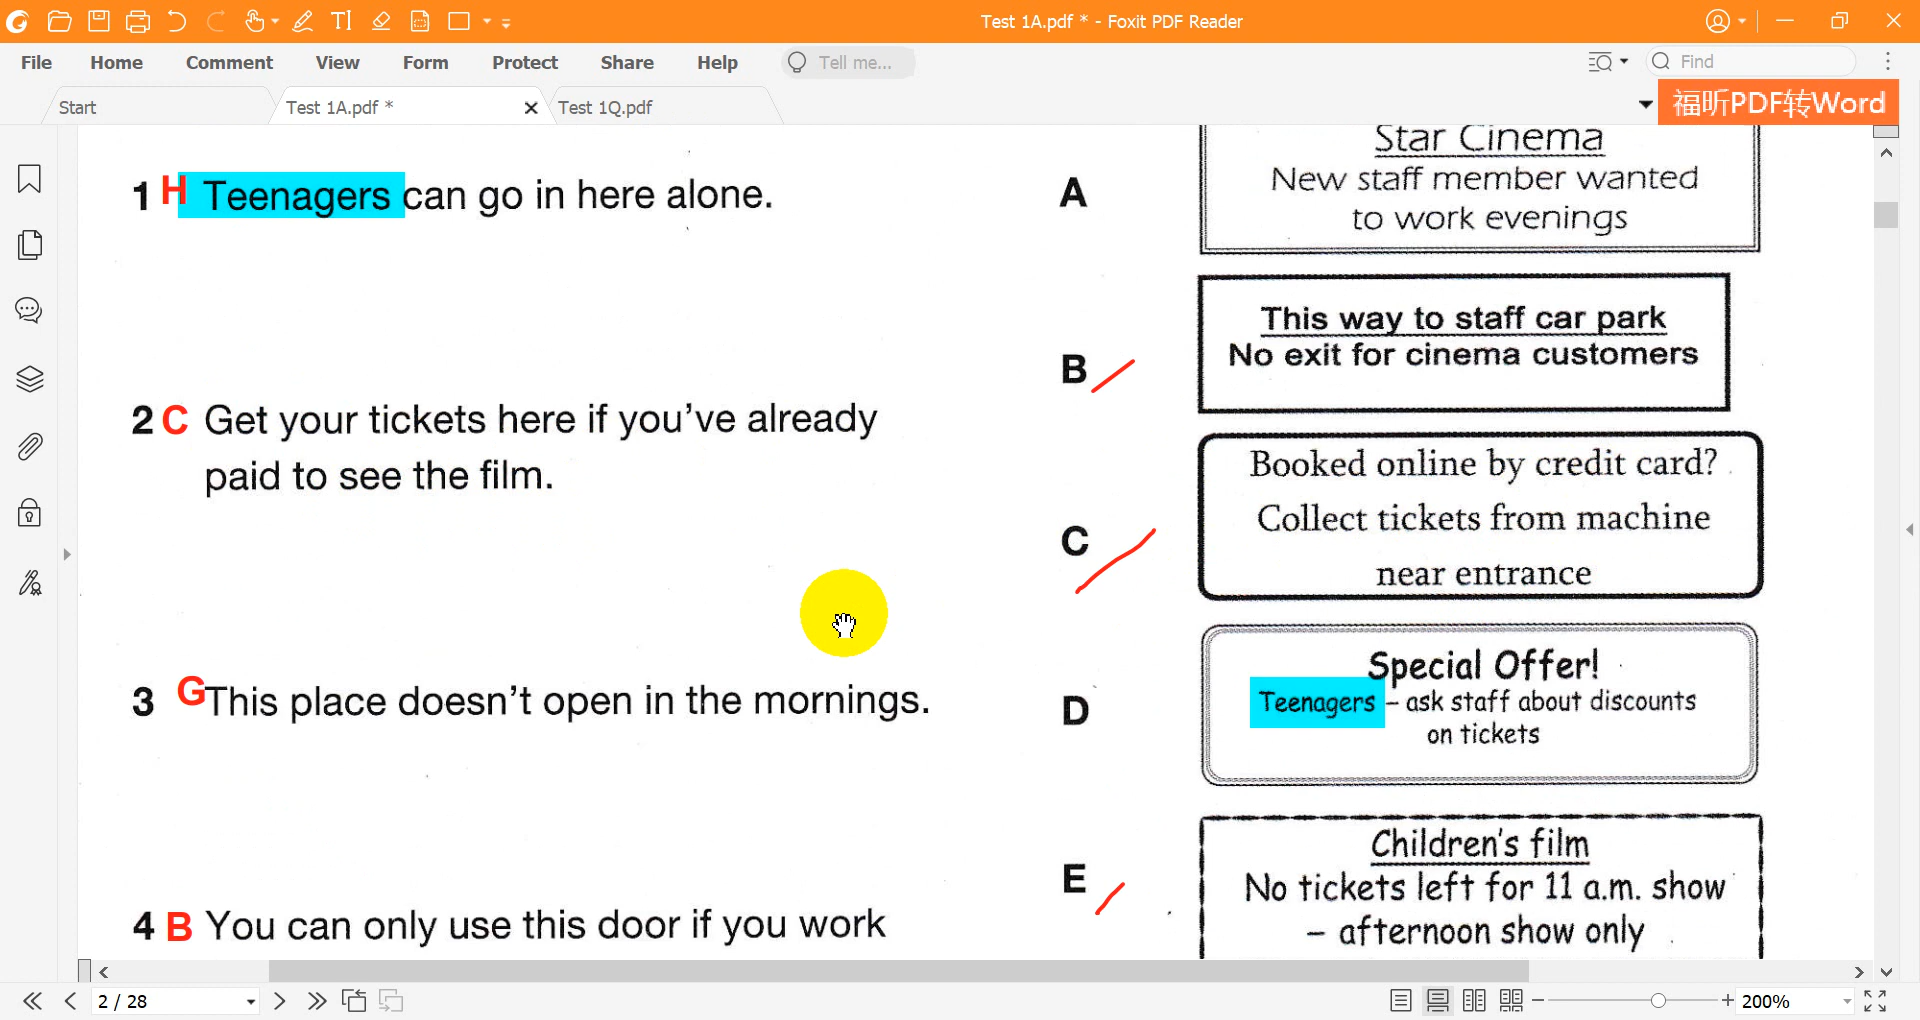 Test 1A.pdf * - Foxit PDF Reader
File Home Comment View Form Protect Share Help Tell me... Find
Start Test 1A.pdf * Test 1Q.pdf 福昕PDF转Word
1 H Teenagers can go in here alone.
2 C Get your tickets here if you've already
paid to see the film.
3 G This place doesn't open in the mornings.
4 B You can only use this door if you work
A
Star Cinema
New staff member wanted
to work evenings
B
This way to staff car park
No exit for cinema customers
C
Booked online by credit card?
Collect tickets from machine
near entrance
D
Special Offer!
Teenagers – ask staff about discounts
on tickets
E
Children's film
No tickets left for 11 a.m. show
– afternoon show only
2 / 28
200%